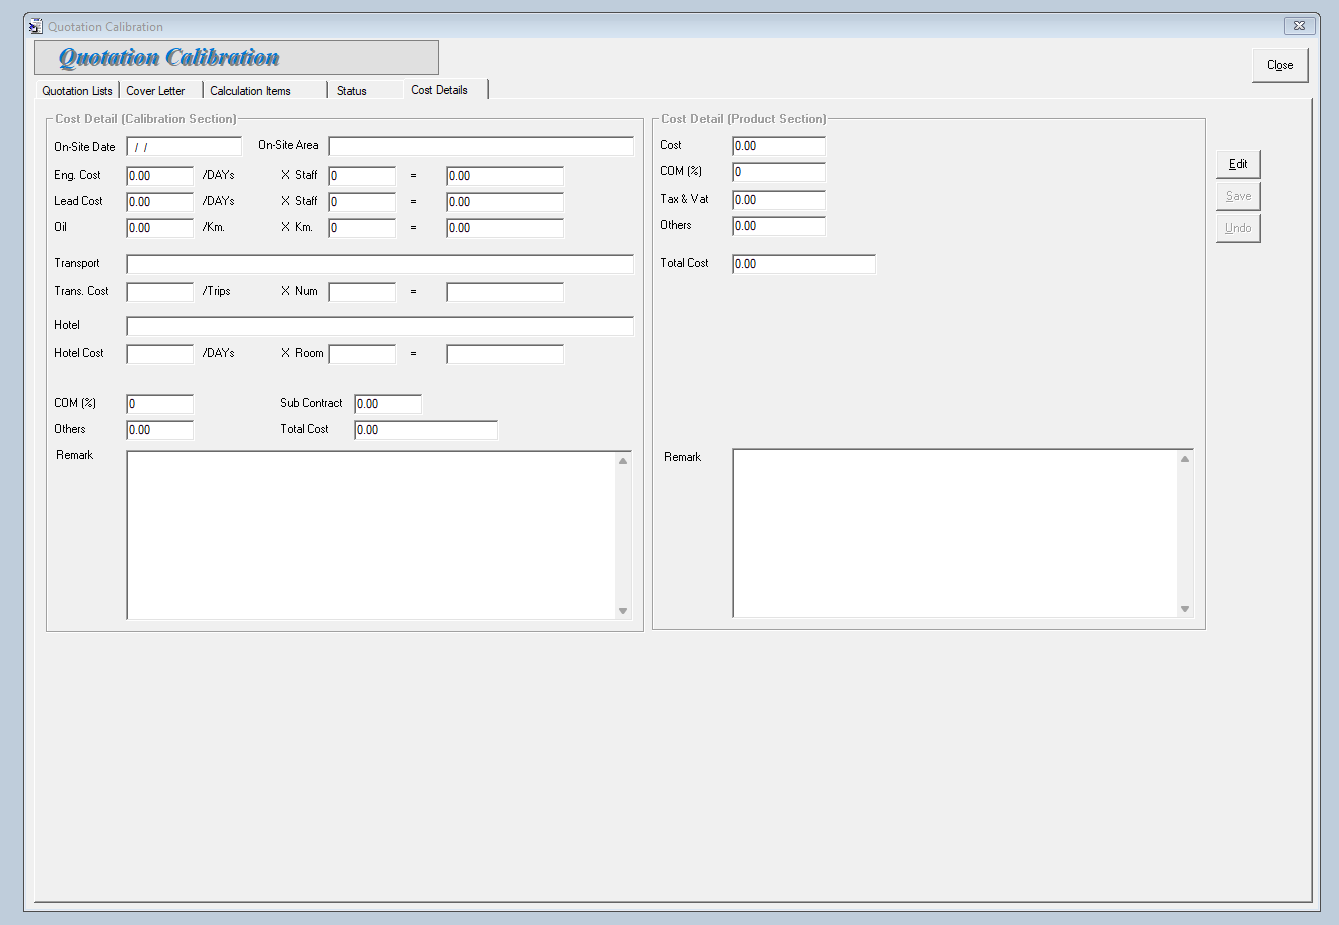 Quotation Calibration
Quotation Calibration
Close
Quotation Lists Cover Letter Calculation Items Status Cost Details
Cost Detail (Calibration Section)
On-Site Date / / On-Site Area
Eng. Cost 0.00 /DAYs X Staff 0 = 0.00
Lead Cost 0.00 /DAYs X Staff 0 = 0.00
Oil 0.00 /Km. X Km. 0 = 0.00
Transport
Trans. Cost /Trips X Num =
Hotel
Hotel Cost /DAYs X Room =
COM (%) 0 Sub Contract 0.00
Others 0.00 Total Cost 0.00
Remark
Cost Detail (Product Section)
Cost 0.00
COM (%) 0
Tax & Vat 0.00
Others 0.00
Total Cost 0.00
Remark
Edit
Save
Undo